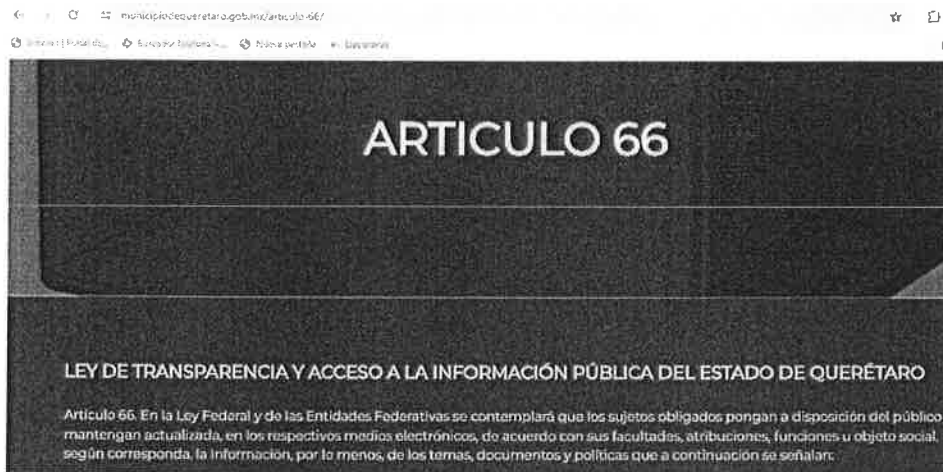 municipiodequeretaro.gob.mx/articulo-66/
ARTICULO 66
LEY DE TRANSPARENCIA Y ACCESO A LA INFORMACIÓN PÚBLICA DEL ESTADO DE QUERÉTARO
Artículo 66. En la Ley Federal y de las Entidades Federativas se contemplará que los sujetos obligados pongan a disposición del público
mantengan actualizada, en los respectivos medios electrónicos, de acuerdo con sus facultades, atribuciones, funciones u objeto social,
según corresponda, la información, por lo menos, de los temas, documentos y políticas que a continuación se señalan: